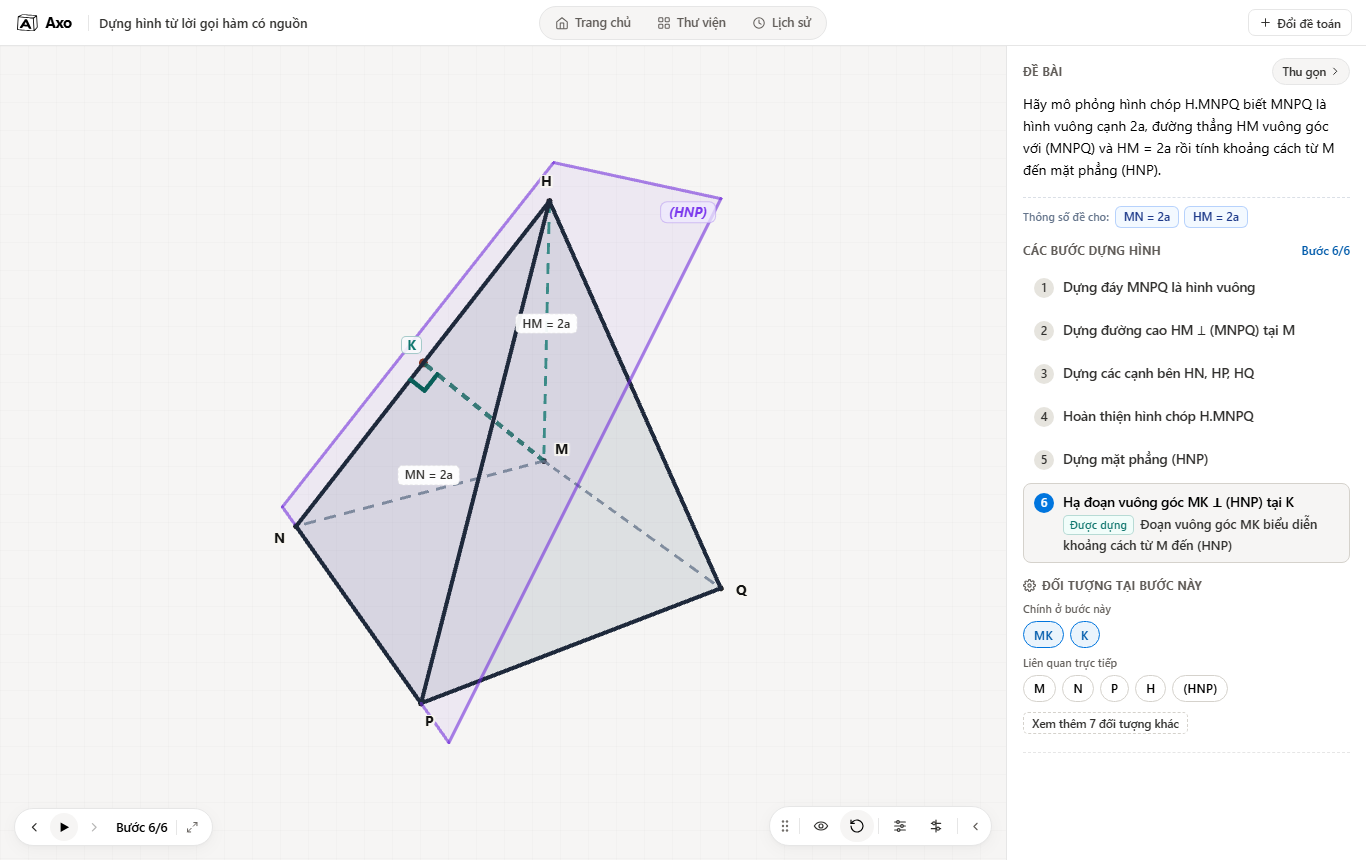 Axo
Dựng hình từ lời gọi hàm có nguồn
Trang chủ
Thư viện
Lịch sử
Đổi đề toán
H
(HNP)
HM = 2a
K
M
MN = 2a
N
Q
P
Bước 6/6
ĐỀ BÀI
Thu gọn
Hãy mô phỏng hình chóp H.MNPQ biết MNPQ là
hình vuông cạnh 2a, đường thẳng HM vuông góc
với (MNPQ) và HM = 2a rồi tính khoảng cách từ M
đến mặt phẳng (HNP).
Thông số đề cho: MN = 2a HM = 2a
CÁC BƯỚC DỰNG HÌNH
Bước 6/6
1 Dựng đáy MNPQ là hình vuông
2 Dựng đường cao HM ⊥ (MNPQ) tại M
3 Dựng các cạnh bên HN, HP, HQ
4 Hoàn thiện hình chóp H.MNPQ
5 Dựng mặt phẳng (HNP)
6 Hạ đoạn vuông góc MK ⊥ (HNP) tại K
Được dựng Đoạn vuông góc MK biểu diễn
khoảng cách từ M đến (HNP)
ĐỐI TƯỢNG TẠI BƯỚC NÀY
Chính ở bước này
MK K
Liên quan trực tiếp
M N P H (HNP)
Xem thêm 7 đối tượng khác